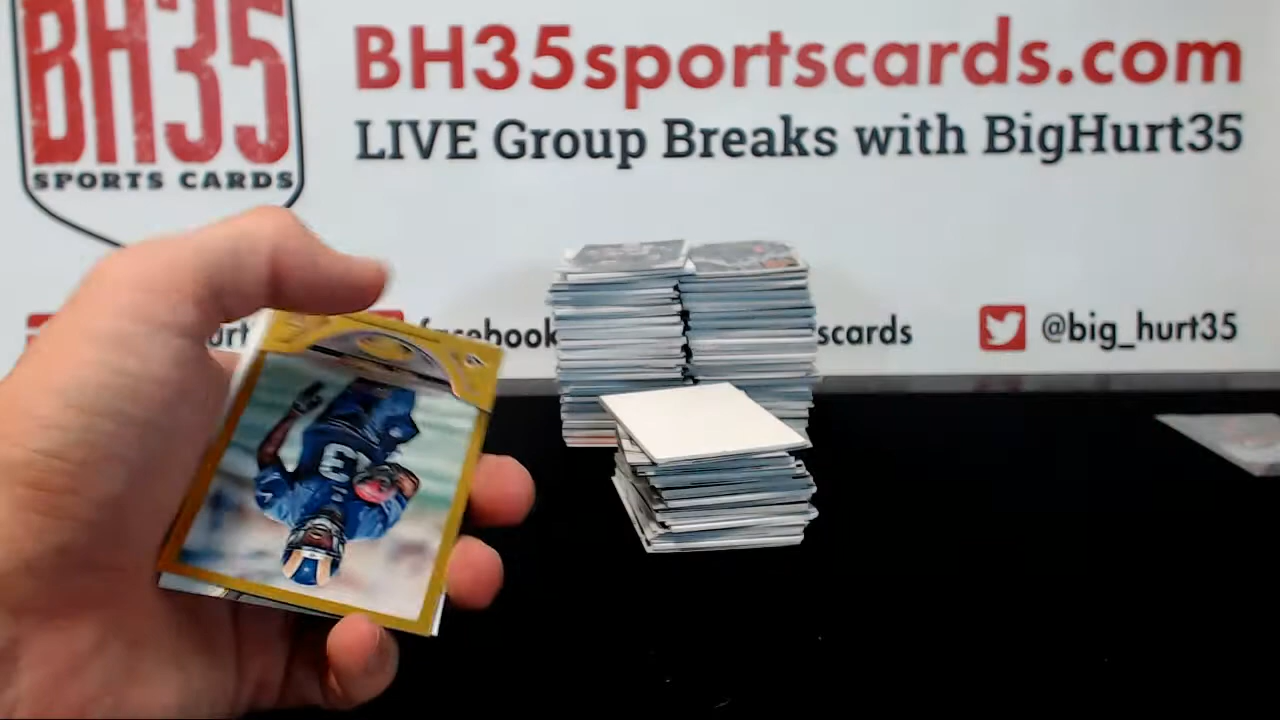 BH35
SPORTS CARDS
BH35sportscards.com
LIVE Group Breaks with BigHurt35
facebook
scards
@big_hurt35